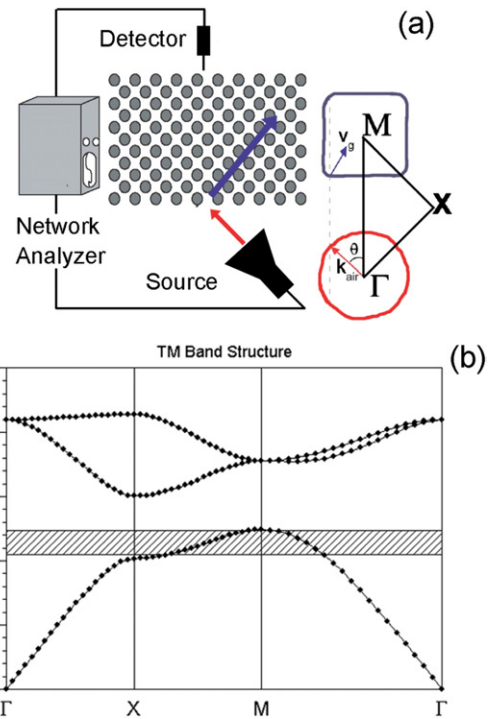 (a)
Detector
Network
Analyzer
Source
v g
M
X
θ
k air
Γ
(b)
TM Band Structure
Γ X M Γ